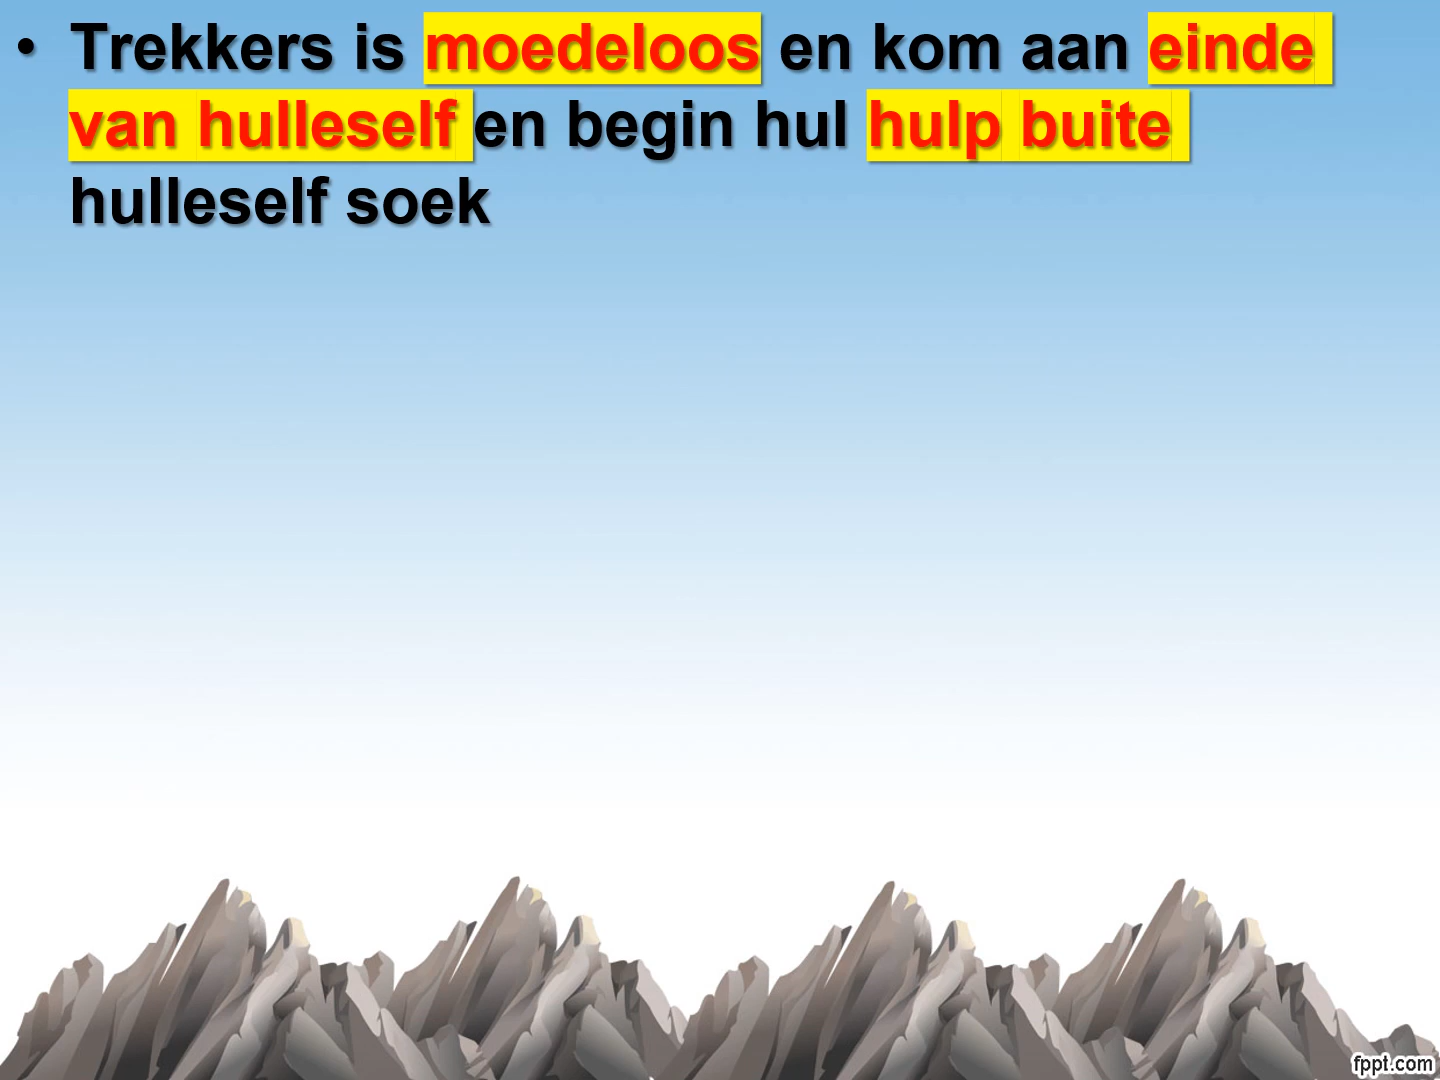 • Trekkers is moedeloos en kom aan einde
van hulleself en begin hul hulp buite
hulleself soek
fppt.com